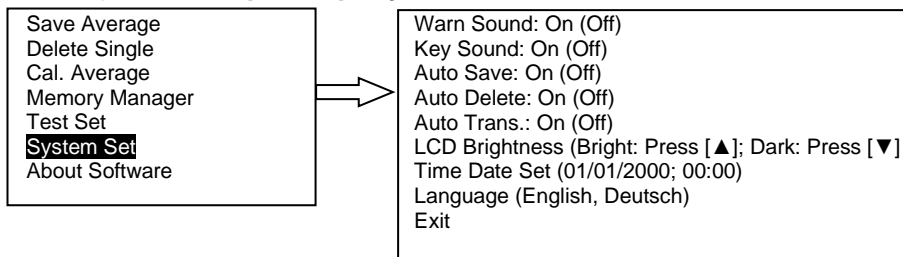 Save Average
Delete Single
Cal. Average
Memory Manager
Test Set
System Set
About Software
Warn Sound: On (Off)
Key Sound: On (Off)
Auto Save: On (Off)
Auto Delete: On (Off)
Auto Trans.: On (Off)
LCD Brightness (Bright: Press [▲]; Dark: Press [▼]
Time Date Set (01/01/2000; 00:00)
Language (English, Deutsch)
Exit